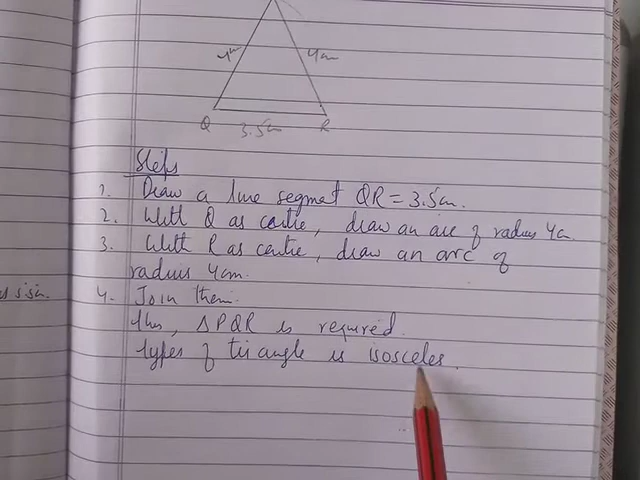 4cm
4cm
Q
3.5cm
R
Steps
1. Draw a line segment QR = 3.5cm.
2. With Q as centre, draw an arc of radius 4cm
3. With R as centre, draw an arc of
radius 4cm.
4. Join them.
thus, ΔPQR is required.
types of triangle is isosceles.